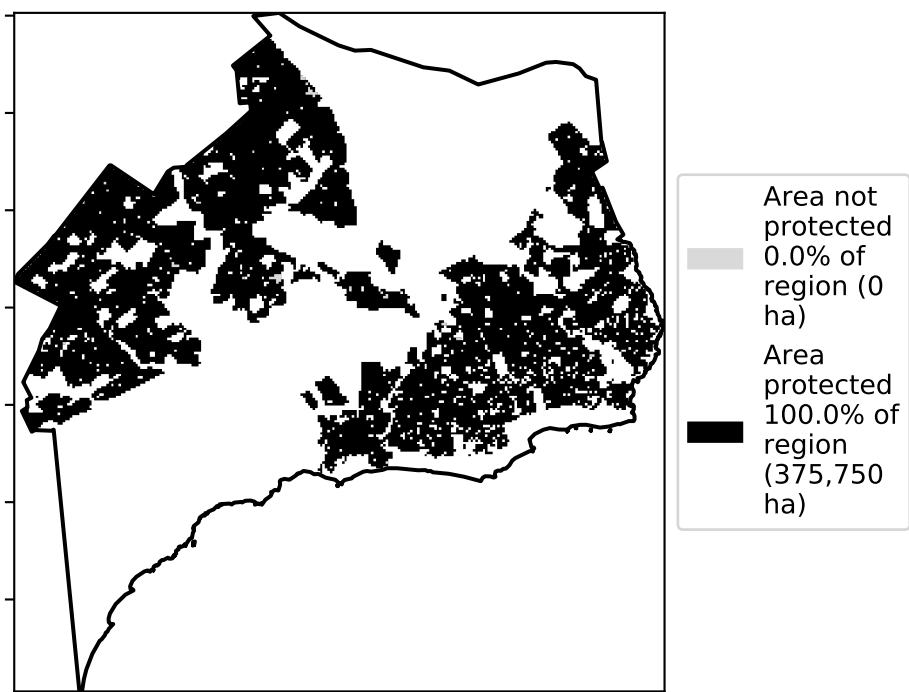 Area not
protected
0.0% of
region (0
ha)
Area
protected
100.0% of
region
(375,750
ha)